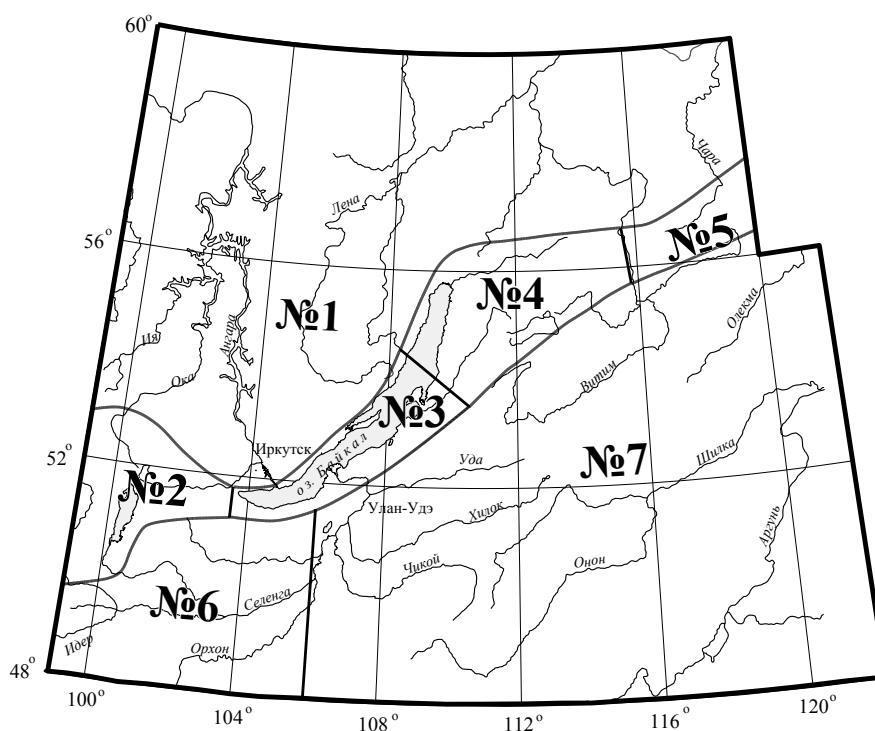 60°
Чара
Лена
56°
№5
№4
Олекма
№1
Ангара
Ия
Ока
Витим
№3
Иркутск
оз. Байкал
52°
Уда
№7
Шилка
№2
Улан-Удэ
Хилок
Аргунь
Чикой
Онон
Селенга
№6
Идер
Орхон
48°
100°
104°
108°
112°
116°
120°